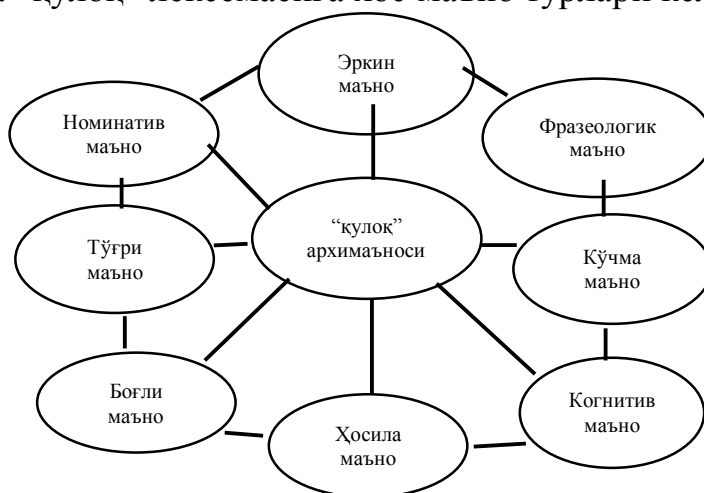 “қулоқ” лексемасига хос маъно турлари
Эркин
маъно
Номинатив
маъно
Фразеологик
маъно
“қулоқ”
архимаъноси
Тўғри
маъно
Кўчма
маъно
Боғли
маъно
Когнитив
маъно
Ҳосила
маъно